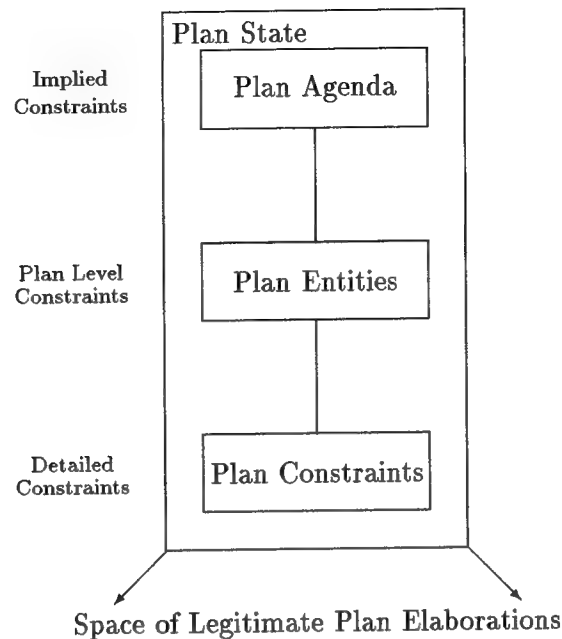 Plan State
Implied
Constraints
Plan Agenda
Plan Level
Constraints
Plan Entities
Detailed
Constraints
Plan Constraints
Space of Legitimate Plan Elaborations